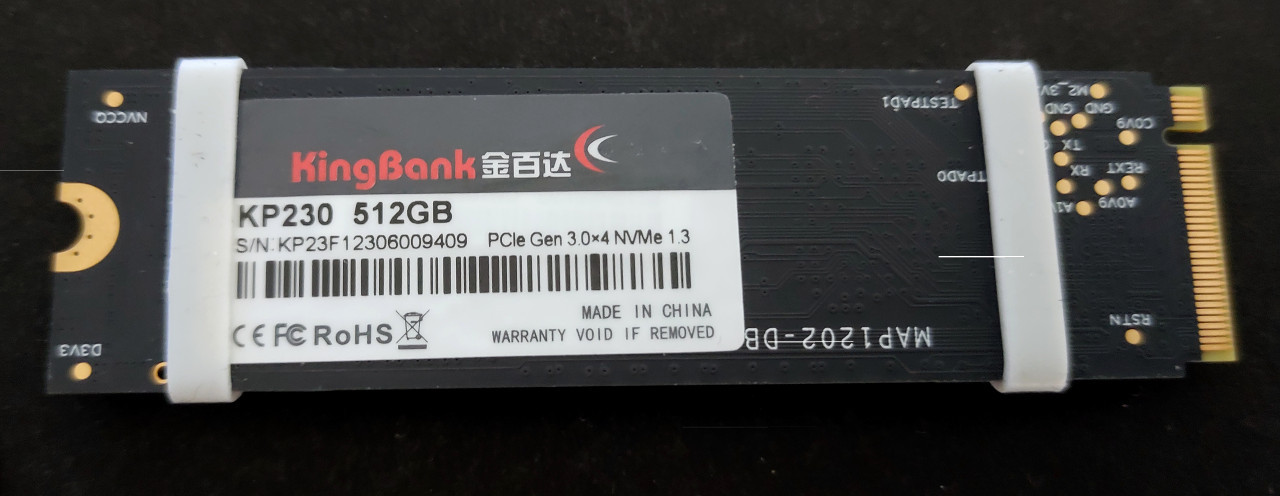 NVCCQ
D3V3
KingBank 金百达
KP230 512GB
S/N:KP23F12306009409 PCIe Gen 3.0×4 NVMe 1.3
MADE IN CHINA
CE FC RoHS
WARRANTY VOID IF REMOVED
MAP1202-DB
TESTPAD1
TPAD0
M2_3V
GND
GND
C0V9
TX
RX
REXT
A0V9
A1
RSTN